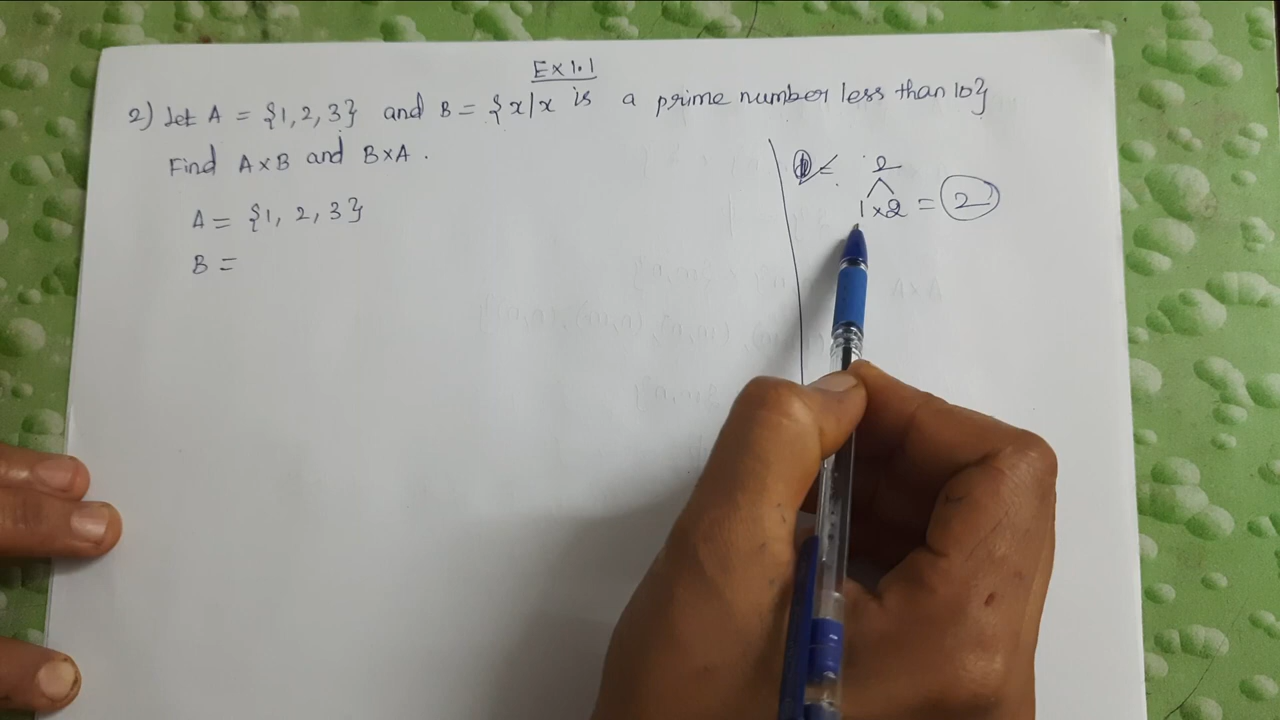 Ex 1.1
2) Let A = {1, 2, 3} and B = {x/x is a prime number less than 10}
Find A×B and B×A.
A = {1, 2, 3}
B =
2
1×2 = 2